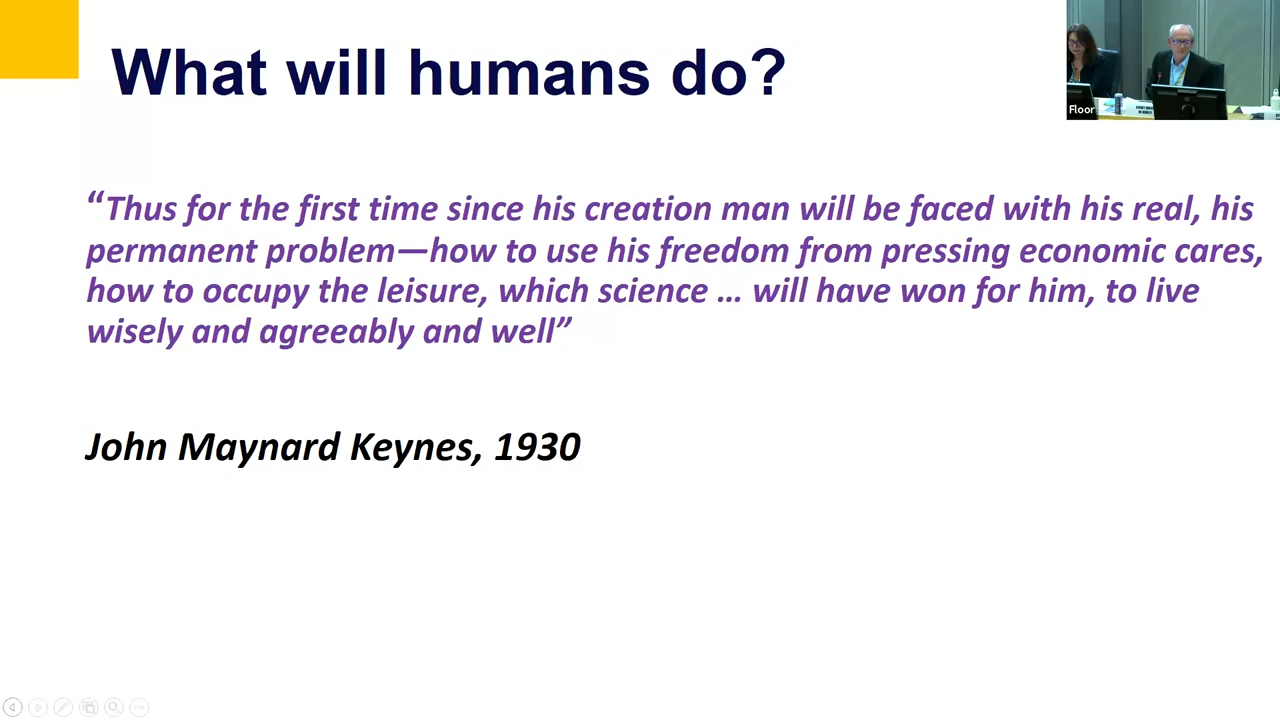 What will humans do?
Floor
“Thus for the first time since his creation man will be faced with his real, his
permanent problem—how to use his freedom from pressing economic cares,
how to occupy the leisure, which science … will have won for him, to live
wisely and agreeably and well”
John Maynard Keynes, 1930